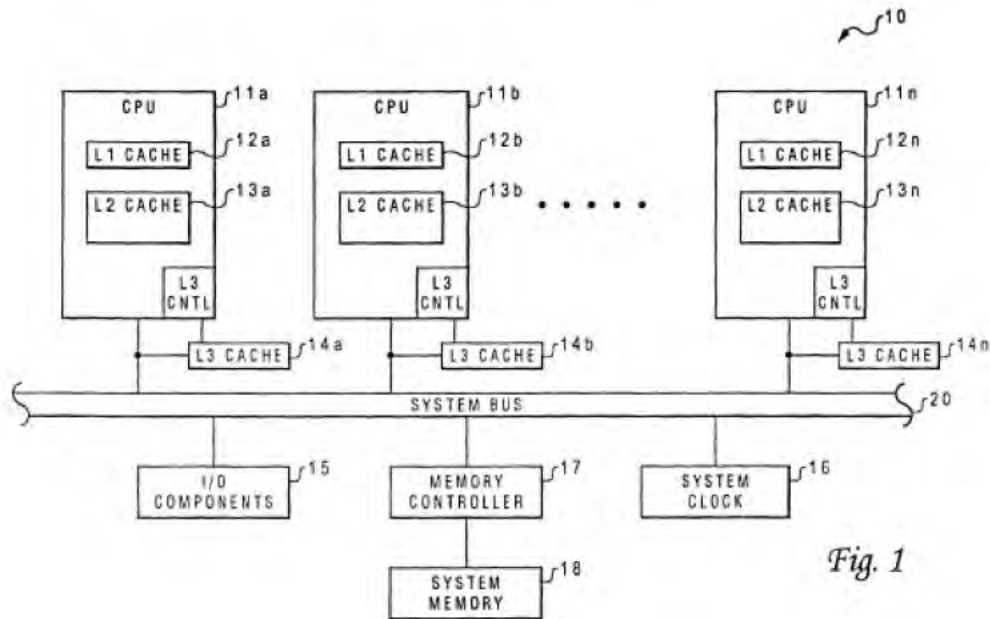 10
CPU
11a
L1 CACHE
12a
L2 CACHE
13a
L3
CNTL
L3 CACHE
14a
CPU
11b
L1 CACHE
12b
L2 CACHE
13b
L3
CNTL
L3 CACHE
14b
CPU
11n
L1 CACHE
12n
L2 CACHE
13n
L3
CNTL
L3 CACHE
14n
SYSTEM BUS
20
I/O
COMPONENTS
15
MEMORY
CONTROLLER
17
SYSTEM
CLOCK
16
SYSTEM
MEMORY
18
Fig. 1